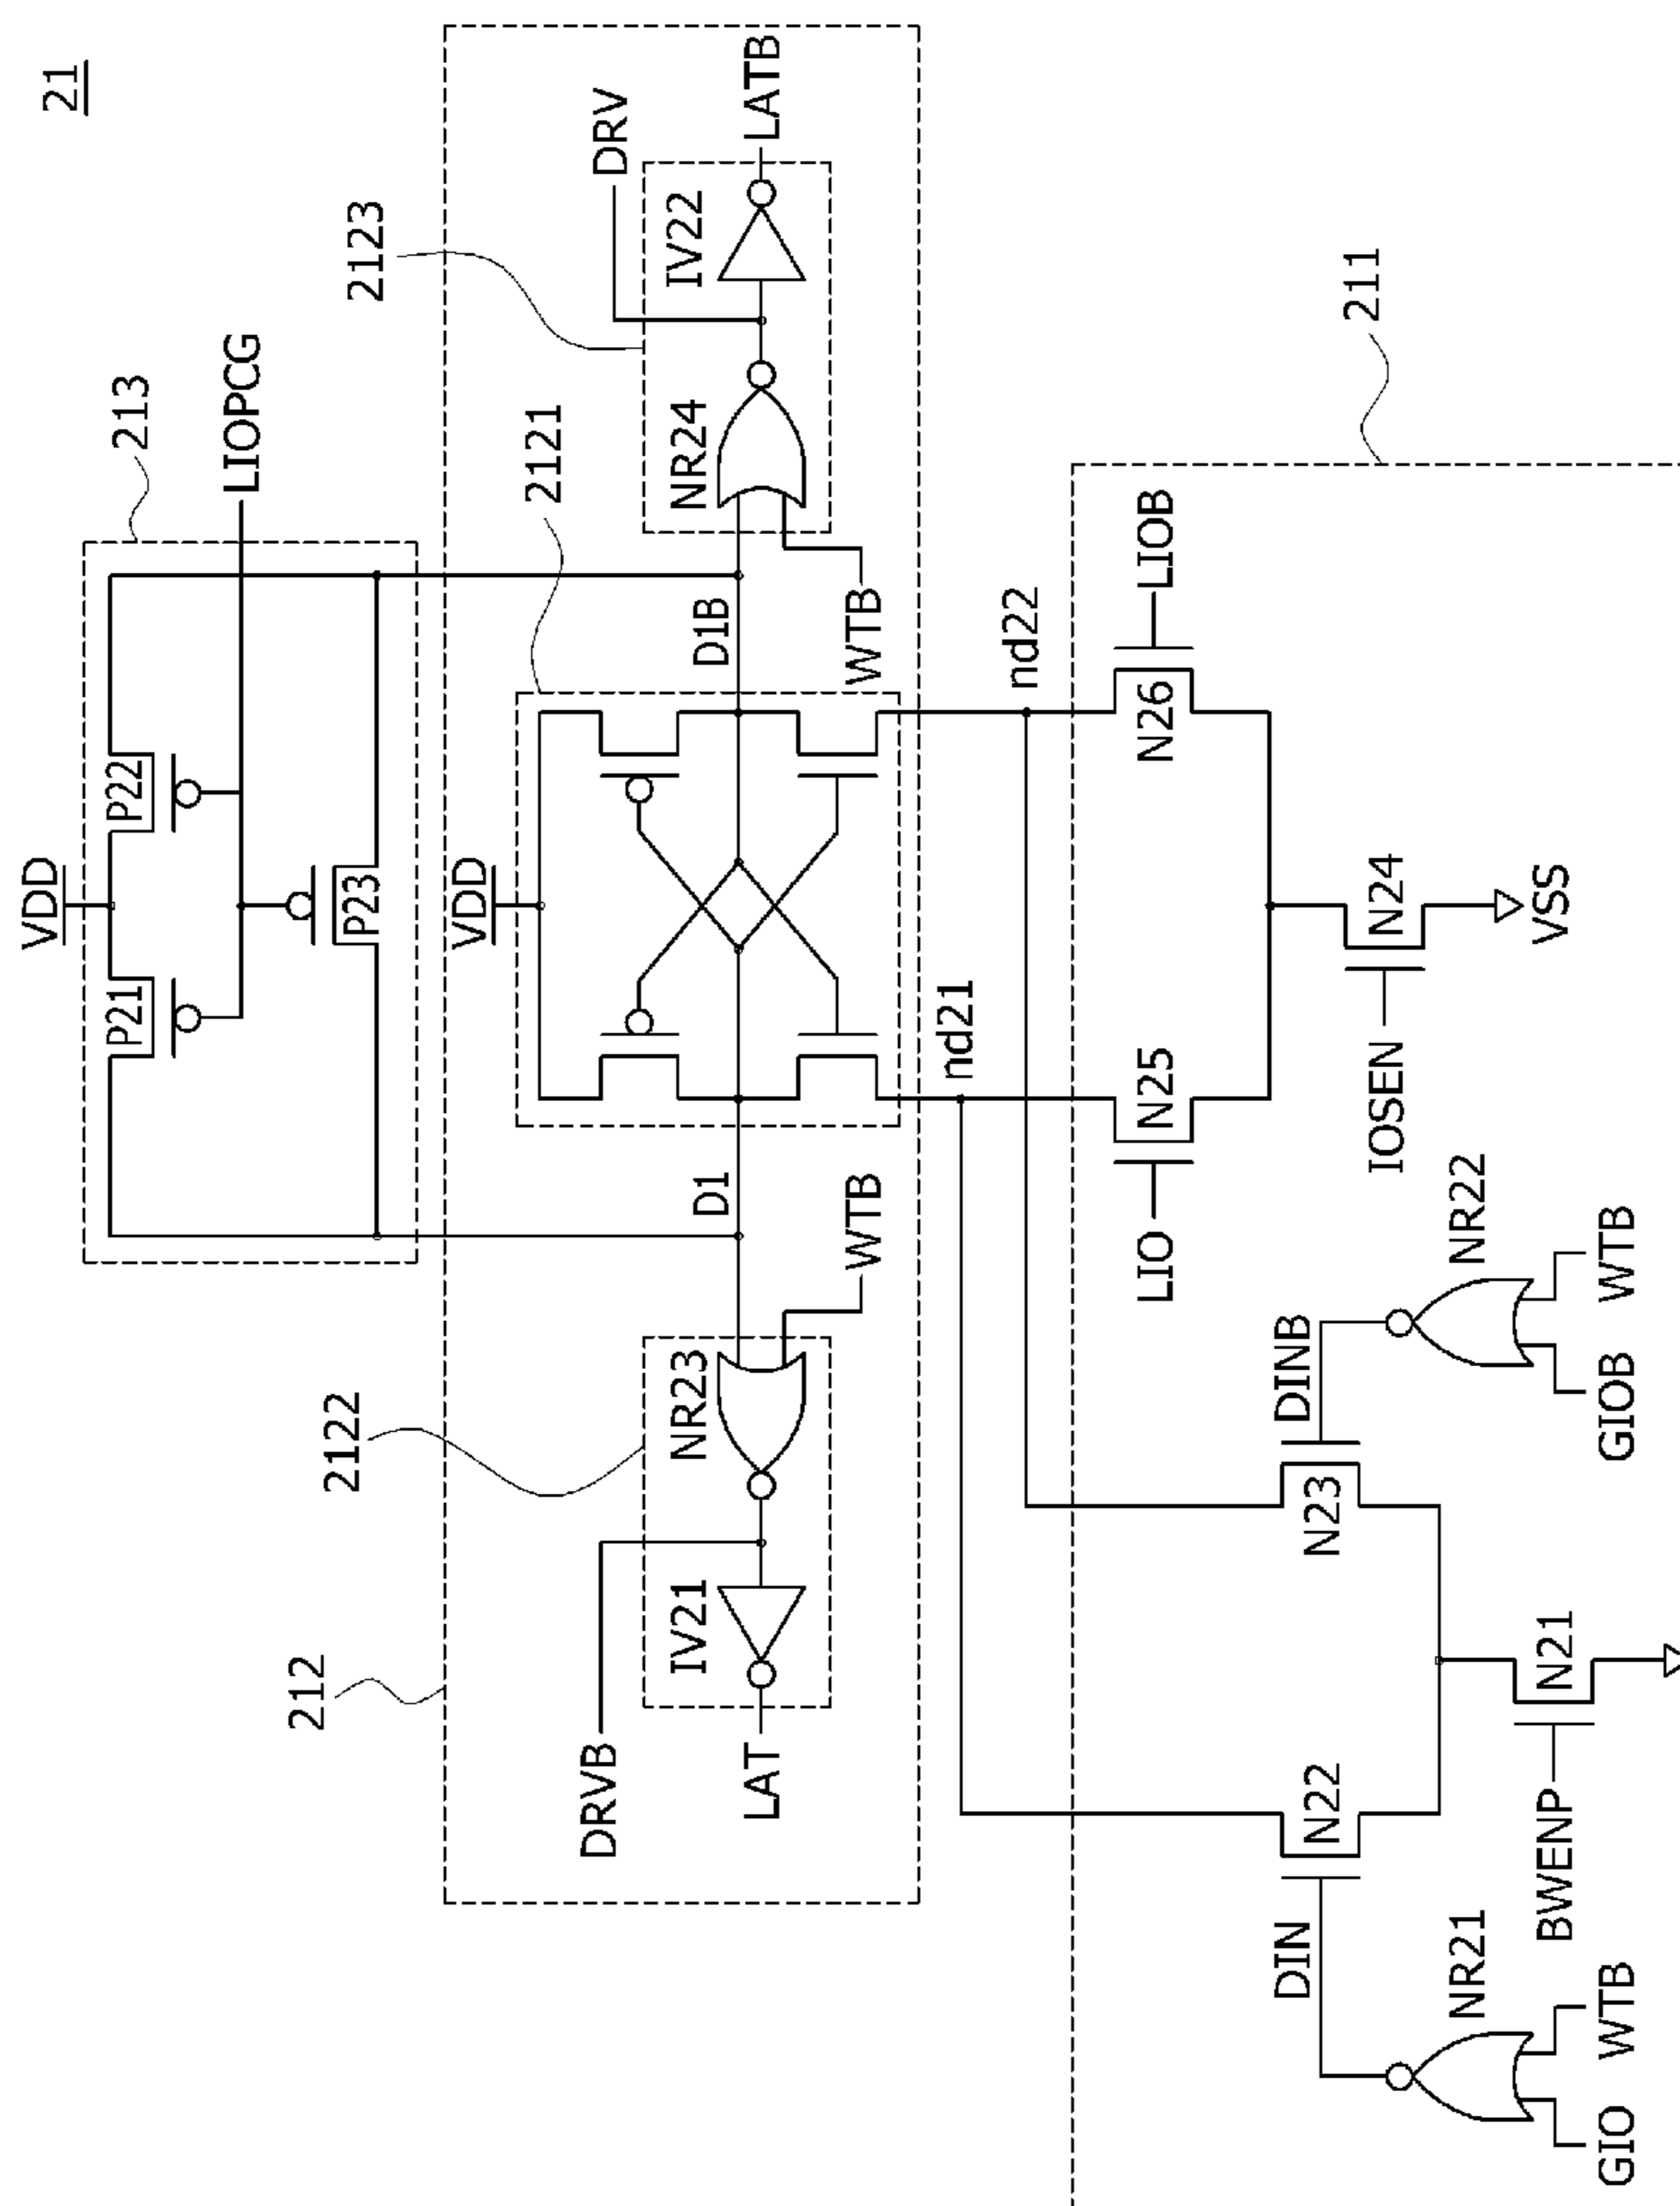 21
213
VDD
P21
P22
P23
LIOPCG
212
2122
2121
2123
DRVB
LAT
IV21
NR23
WTB
D1
VDD
D1B
WTB
NR24
IV22
DRV
LATB
nd21
nd22
211
LIO
N25
N26
LIOB
IOSEN
N24
VSS
DIN
N22
N23
DINB
NR21
GIO
WTB
BWENP
N21
NR22
GIOB
WTB